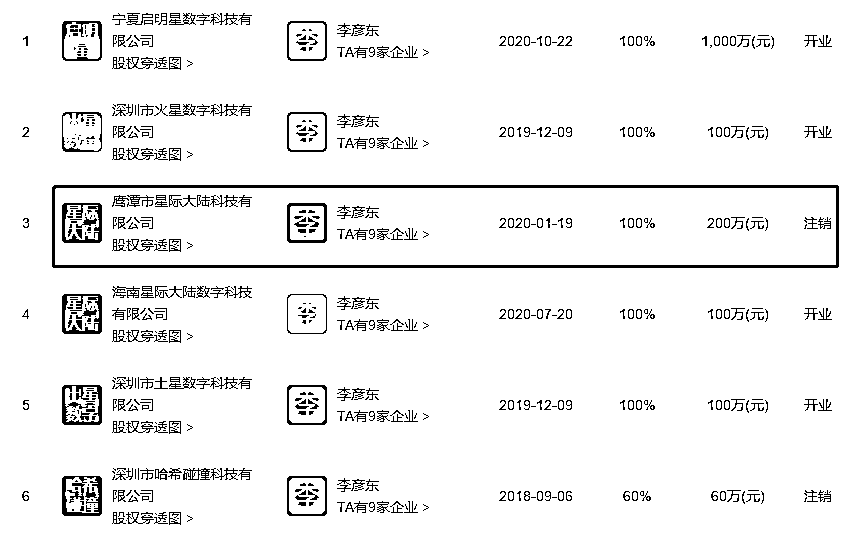 1
启明星
宁夏启明星数字科技有
限公司
股权穿透图 >
李
李彦东
TA有9家企业 >
2020-10-22
100%
1,000万(元)
开业
2
火星数字
深圳市火星数字科技有
限公司
股权穿透图 >
李
李彦东
TA有9家企业 >
2019-12-09
100%
100万(元)
开业
3
星际大陆
鹰潭市星际大陆科技有
限公司
股权穿透图 >
李
李彦东
TA有9家企业 >
2020-01-19
100%
200万(元)
注销
4
星际大陆
海南星际大陆数字科技
有限公司
股权穿透图 >
李
李彦东
TA有9家企业 >
2020-07-20
100%
100万(元)
开业
5
深圳市土星数字科技有
限公司
股权穿透图 >
李
李彦东
TA有9家企业 >
2019-12-09
100%
100万(元)
开业
6
哈希碰撞
深圳市哈希碰撞科技有
限公司
股权穿透图 >
李
李彦东
TA有9家企业 >
2018-09-06
60%
60万(元)
注销